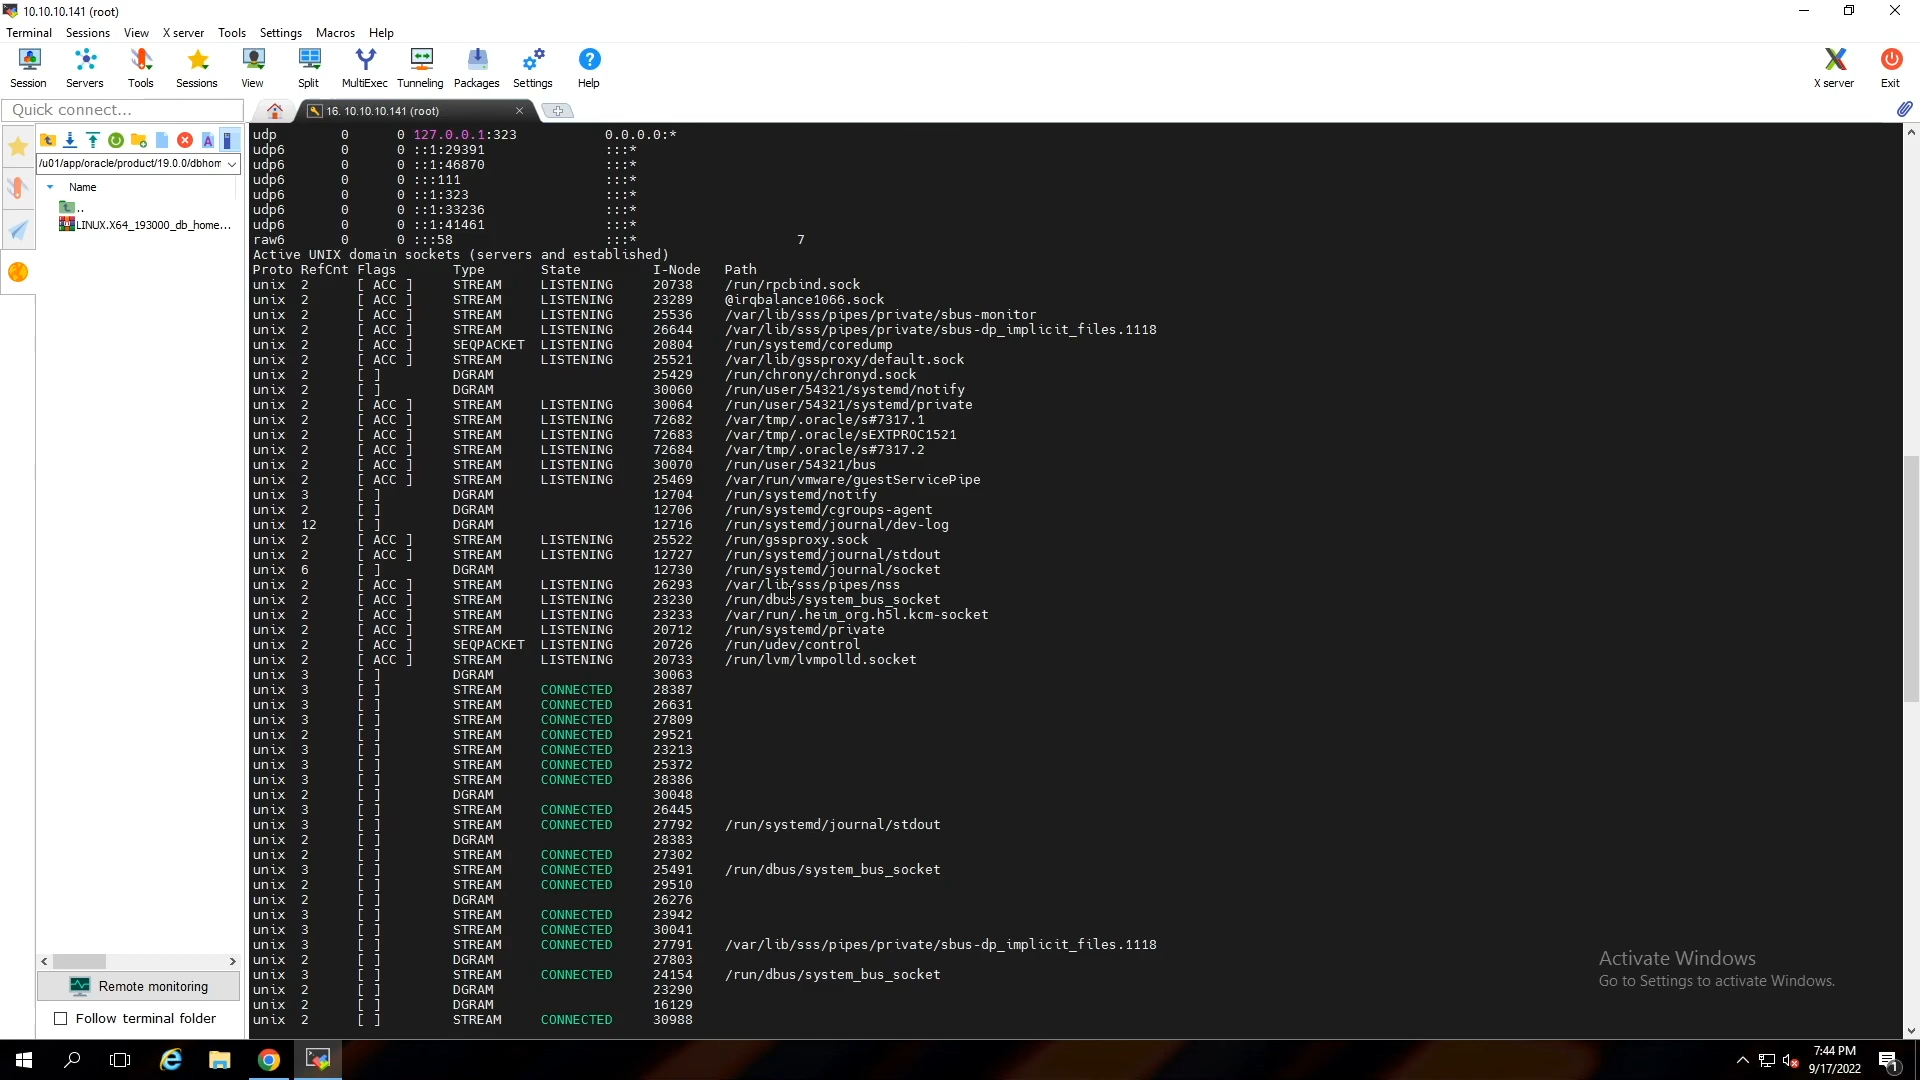 10.10.10.141 (root)
Terminal Sessions View X server Tools Settings Macros Help
Session Servers Tools Sessions View Split MultiExec Tunneling Packages Settings Help X server Exit
Quick connect...
16. 10.10.10.141 (root)
/u01/app/oracle/product/19.0.0/dbhom
Name
..
LINUX.X64_193000_db_home...
udp 0 0 127.0.0.1:323 0.0.0.0:*
udp6 0 0 ::1:29391 :::*
udp6 0 0 ::1:46870 :::*
udp6 0 0 :::111 :::*
udp6 0 0 ::1:323 :::*
udp6 0 0 ::1:33236 :::*
udp6 0 0 ::1:41461 :::*
raw6 0 0 :::58 :::* 7
Active UNIX domain sockets (servers and established)
Proto RefCnt Flags Type State I-Node Path
unix 2 [ ACC ] STREAM LISTENING 20738 /run/rpcbind.sock
unix 2 [ ACC ] STREAM LISTENING 23289 @irqbalance1066.sock
unix 2 [ ACC ] STREAM LISTENING 25536 /var/lib/sss/pipes/private/sbus-monitor
unix 2 [ ACC ] STREAM LISTENING 26644 /var/lib/sss/pipes/private/sbus-dp_implicit_files.1118
unix 2 [ ACC ] SEQPACKET LISTENING 20804 /run/systemd/coredump
unix 2 [ ACC ] STREAM LISTENING 25521 /var/lib/gssproxy/default.sock
unix 2 [ ] DGRAM 25429 /run/chrony/chronyd.sock
unix 2 [ ] DGRAM 30060 /run/user/54321/systemd/notify
unix 2 [ ACC ] STREAM LISTENING 30064 /run/user/54321/systemd/private
unix 2 [ ACC ] STREAM LISTENING 72682 /var/tmp/.oracle/s#7317.1
unix 2 [ ACC ] STREAM LISTENING 72683 /var/tmp/.oracle/sEXTPROC1521
unix 2 [ ACC ] STREAM LISTENING 72684 /var/tmp/.oracle/s#7317.2
unix 2 [ ACC ] STREAM LISTENING 30070 /run/user/54321/bus
unix 2 [ ACC ] STREAM LISTENING 25469 /var/run/vmware/guestServicePipe
unix 3 [ ] DGRAM 12704 /run/systemd/notify
unix 2 [ ] DGRAM 12706 /run/systemd/cgroups-agent
unix 12 [ ] DGRAM 12716 /run/systemd/journal/dev-log
unix 2 [ ACC ] STREAM LISTENING 25522 /run/gssproxy.sock
unix 2 [ ACC ] STREAM LISTENING 12727 /run/systemd/journal/stdout
unix 6 [ ] DGRAM 12730 /run/systemd/journal/socket
unix 2 [ ACC ] STREAM LISTENING 26293 /var/lib/sss/pipes/nss
unix 2 [ ACC ] STREAM LISTENING 23230 /run/dbus/system_bus_socket
unix 2 [ ACC ] STREAM LISTENING 23233 /var/run/.heim_org.h5l.kcm-socket
unix 2 [ ACC ] STREAM LISTENING 20712 /run/systemd/private
unix 2 [ ACC ] SEQPACKET LISTENING 20726 /run/udev/control
unix 2 [ ACC ] STREAM LISTENING 20733 /run/lvm/lvmpolld.socket
unix 3 [ ] DGRAM 30063
unix 3 [ ] STREAM CONNECTED 28387
unix 3 [ ] STREAM CONNECTED 26631
unix 3 [ ] STREAM CONNECTED 27809
unix 2 [ ] STREAM CONNECTED 29521
unix 3 [ ] STREAM CONNECTED 23213
unix 3 [ ] STREAM CONNECTED 25372
unix 3 [ ] STREAM CONNECTED 28386
unix 2 [ ] DGRAM 30048
unix 3 [ ] STREAM CONNECTED 26445
unix 3 [ ] STREAM CONNECTED 27792 /run/systemd/journal/stdout
unix 2 [ ] DGRAM 28383
unix 2 [ ] STREAM CONNECTED 27302
unix 3 [ ] STREAM CONNECTED 25491 /run/dbus/system_bus_socket
unix 2 [ ] STREAM CONNECTED 29510
unix 2 [ ] DGRAM 26276
unix 3 [ ] STREAM CONNECTED 23942
unix 3 [ ] STREAM CONNECTED 30041
unix 3 [ ] STREAM CONNECTED 27791 /var/lib/sss/pipes/private/sbus-dp_implicit_files.1118
unix 2 [ ] DGRAM 27803
unix 3 [ ] STREAM CONNECTED 24154 /run/dbus/system_bus_socket
unix 2 [ ] DGRAM 23290
unix 2 [ ] DGRAM 16129
unix 2 [ ] STREAM CONNECTED 30988
Remote monitoring
Follow terminal folder
Activate Windows
Go to Settings to activate Windows.
7:44 PM
9/17/2022
1